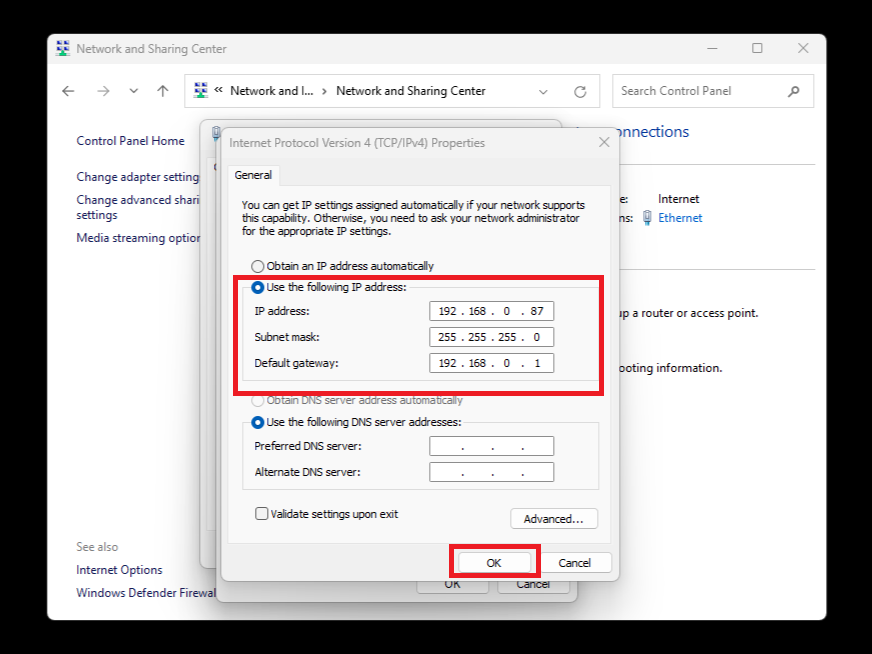 Network and Sharing Center
« Network and I... › Network and Sharing Center
Search Control Panel
Control Panel Home
Change adapter setting
Change advanced shari
settings
Media streaming option
See also
Internet Options
Windows Defender Firewal
onnections
e: Internet
ns: Ethernet
up a router or access point.
ooting information.
Internet Protocol Version 4 (TCP/IPv4) Properties
General
You can get IP settings assigned automatically if your network supports
this capability. Otherwise, you need to ask your network administrator
for the appropriate IP settings.
Obtain an IP address automatically
Use the following IP address:
IP address: 192 . 168 . 0 . 87
Subnet mask: 255 . 255 . 255 . 0
Default gateway: 192 . 168 . 0 . 1
Obtain DNS server address automatically
Use the following DNS server addresses:
Preferred DNS server: . . .
Alternate DNS server: . . .
Validate settings upon exit
Advanced...
OK Cancel
OK Cancel